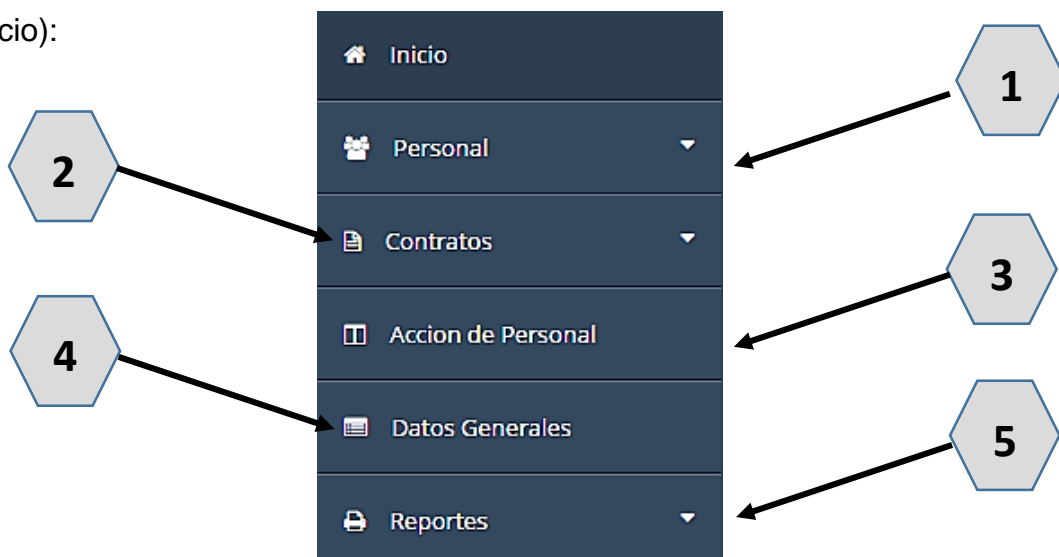 cio):
Inicio
1
Personal
2
Contratos
3
Accion de Personal
4
Datos Generales
5
Reportes